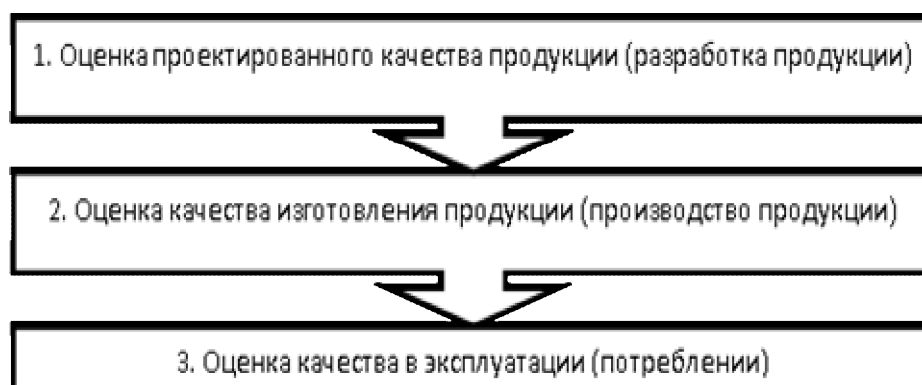 1. Оценка проектированного качества продукции (разработка продукции)
2. Оценка качества изготовления продукции (производство продукции)
3. Оценка качества в эксплуатации (потреблении)